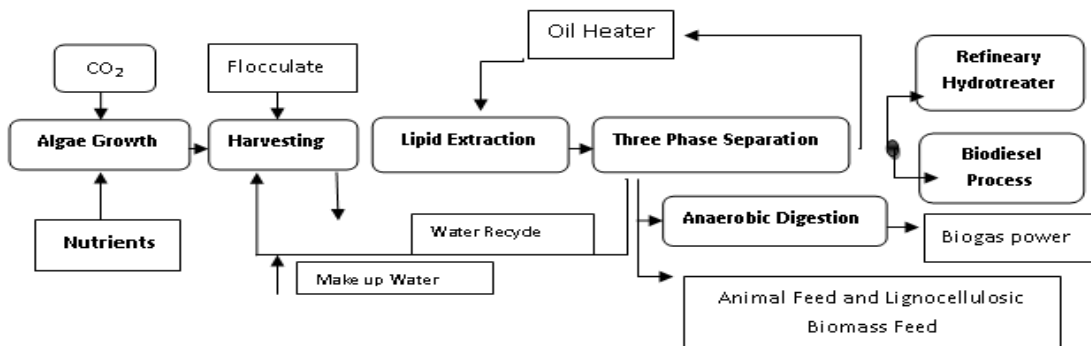 Oil Heater
CO₂
Flocculate
Refineary
Hydrotreater
Algae Growth
Harvesting
Lipid Extraction
Three Phase Separation
Biodiesel
Process
Nutrients
Water Recycle
Anaerobic Digestion
Biogas power
Make up Water
Animal Feed and Lignocellulosic
Biomass Feed